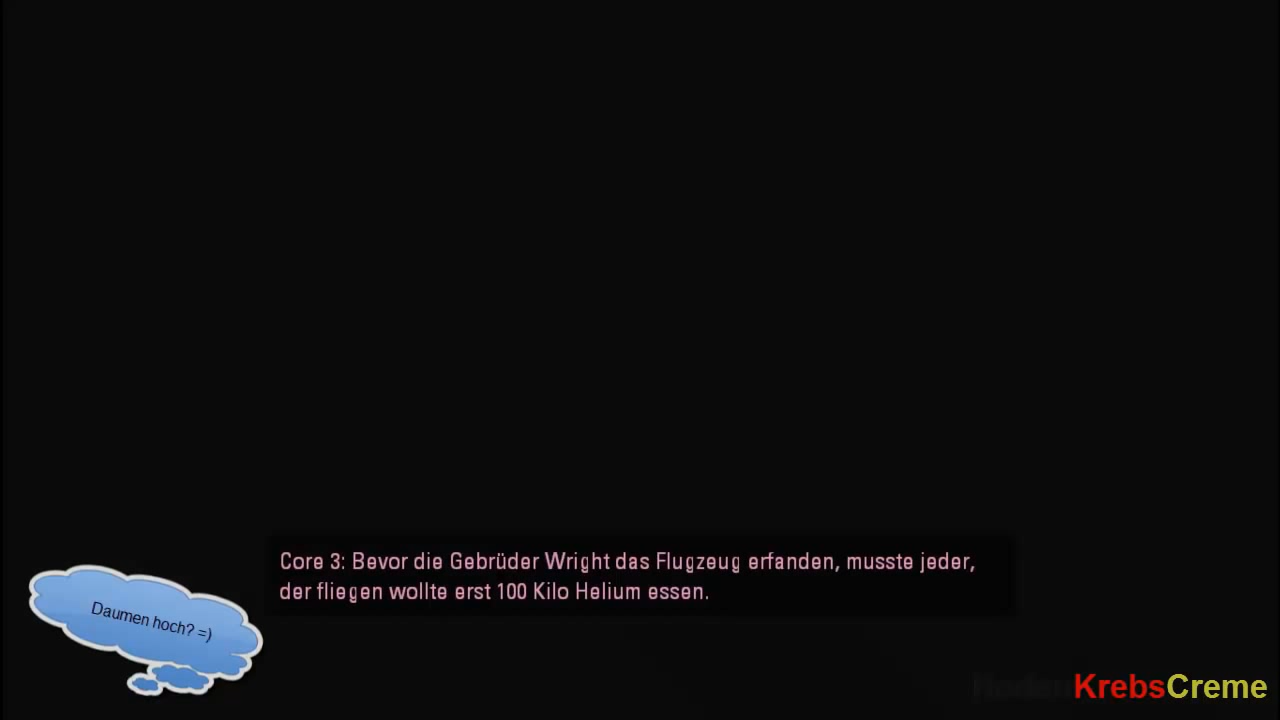 Core 3: Bevor die Gebrüder Wright das Flugzeug erfanden, musste jeder,
der fliegen wollte erst 100 Kilo Helium essen.
Daumen hoch? =)
HodenKrebsCreme